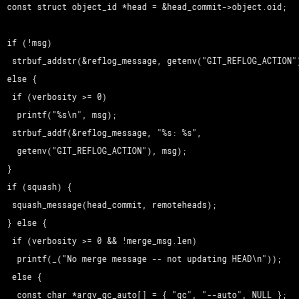 const struct object_id *head = &head_commit->object.oid;
if (!msg)
strbuf_addstr(&reflog_message, getenv("GIT_REFLOG_ACTION")
else {
if (verbosity >= 0)
printf("%s\n", msg);
strbuf_addf(&reflog_message, "%s: %s",
getenv("GIT_REFLOG_ACTION"), msg);
}
if (squash) {
squash_message(head_commit, remoteheads);
} else {
if (verbosity >= 0 && !merge_msg.len)
printf(_("No merge message -- not updating HEAD\n"));
else {
const char *argv_gc_auto[] = { "gc", "--auto", NULL };